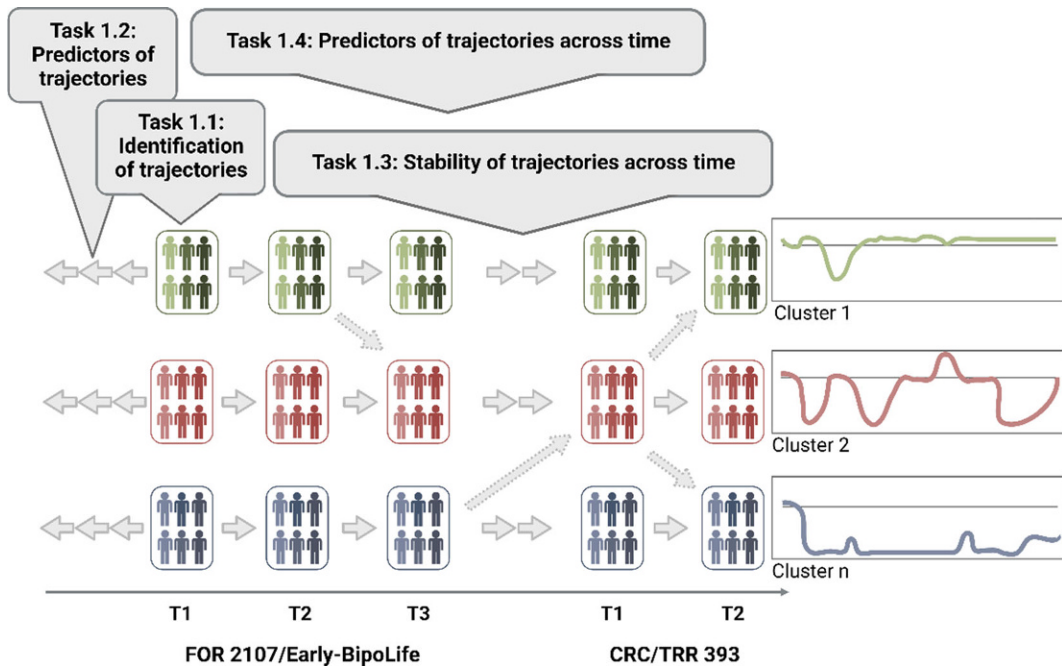 Task 1.2:
Predictors of
trajectories
Task 1.4: Predictors of trajectories across time
Task 1.1:
Identification
of trajectories
Task 1.3: Stability of trajectories across time
Cluster 1
Cluster 2
Cluster n
T1 T2 T3 T1 T2
FOR 2107/Early-BipoLife CRC/TRR 393